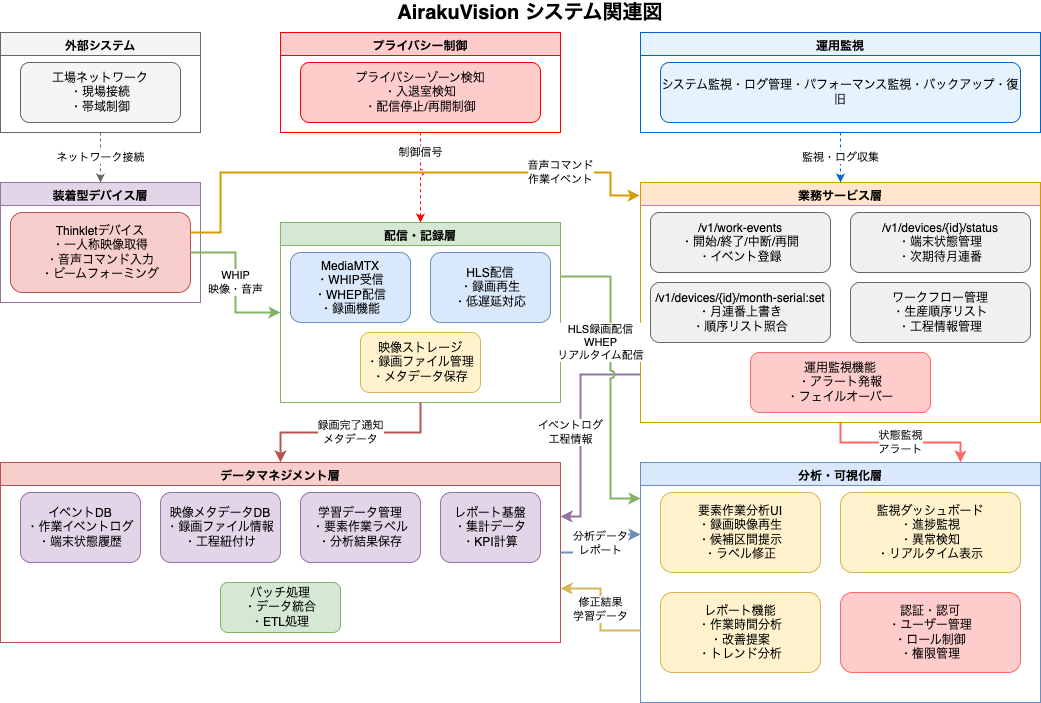 AirakuVision システム関連図
外部システム
工場ネットワーク
・現場接続
・帯域制御
プライバシー制御
プライバシーゾーン検知
・入退室検知
・配信停止/再開制御
運用監視
システム監視・ログ管理・パフォーマンス監視・バックアップ・復
旧
ネットワーク接続
制御信号
監視・ログ収集
音声コマンド
作業イベント
装着型デバイス層
Thinkletデバイス
・一人称映像取得
・音声コマンド入力
・ビームフォーミング
WHIP
映像・音声
配信・記録層
MediaMTX
・WHIP受信
・WHEP配信
・録画機能
HLS配信
・録画再生
・低遅延対応
映像ストレージ
・録画ファイル管理
・メタデータ保存
業務サービス層
/v1/work-events
・開始/終了/中断/再開
・イベント登録
/v1/devices/{id}/status
・端末状態管理
・次期待月連番
/v1/devices/{id}/month-serial:set
・月連番上書き
・順序リスト照合
ワークフロー管理
・生産順序リスト
・工程情報管理
運用監視機能
・アラート発報
・フェイルオーバー
HLS録画配信
WHEP
リアルタイム配信
録画完了通知
メタデータ
イベントログ
工程情報
状態監視
アラート
データマネジメント層
イベントDB
・作業イベントログ
・端末状態履歴
映像メタデータDB
・録画ファイル情報
・工程紐付け
学習データ管理
・要素作業ラベル
・分析結果保存
レポート基盤
・集計データ
・KPI計算
バッチ処理
・データ統合
・ETL処理
分析データ
レポート
修正結果
学習データ
分析・可視化層
要素作業分析UI
・録画映像再生
・候補区間提示
・ラベル修正
監視ダッシュボード
・進捗監視
・異常検知
・リアルタイム表示
レポート機能
・作業時間分析
・改善提案
・トレンド分析
認証・認可
・ユーザー管理
・ロール制御
・権限管理